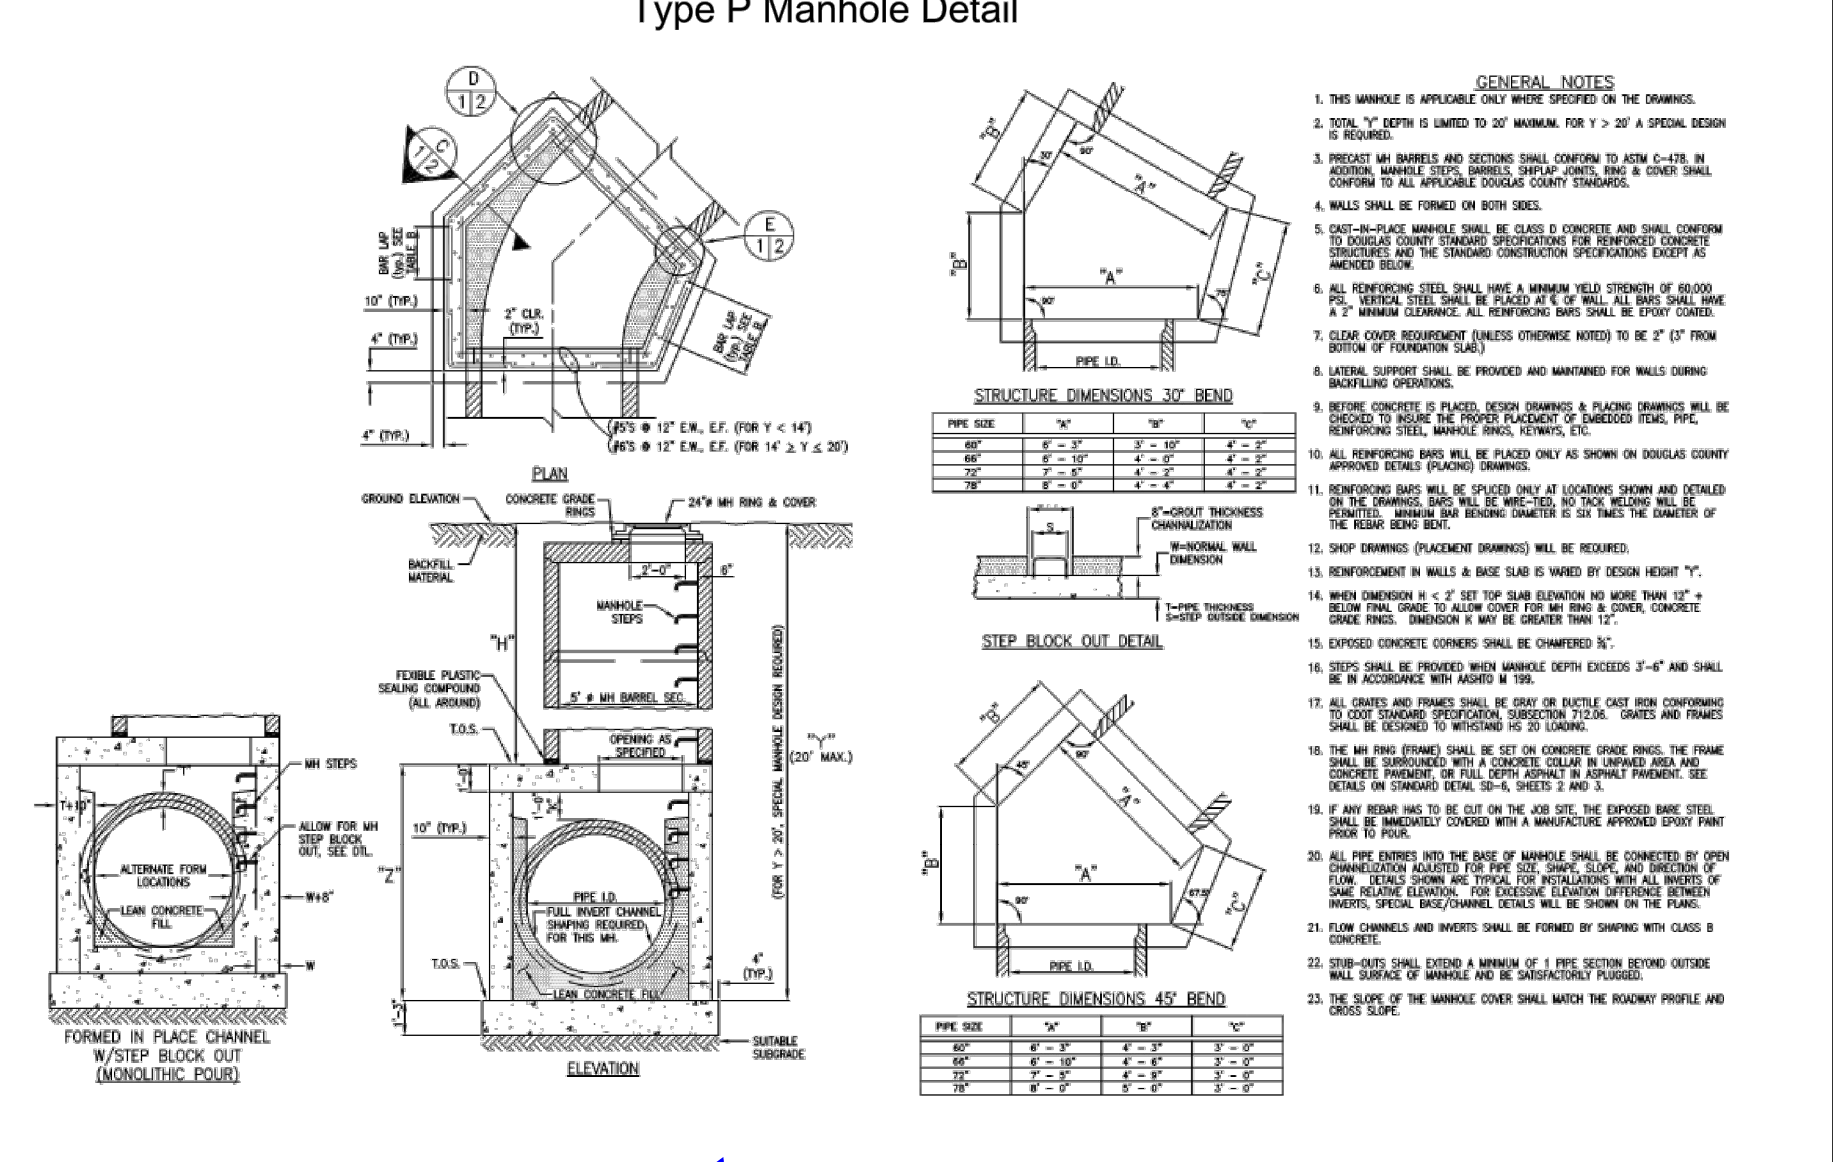 Type P Manhole Detail
D
1 2
C
1 2
E
1 2
BAR LAP
(typ.) SEE
TABLE B
10" (TYP.)
4" (TYP.)
4" (TYP.)
2" CLR.
(TYP.)
BAR LAP
(typ.) SEE
TABLE B
(#5'S @ 12" E.W., E.F. (FOR Y < 14')
(#6'S @ 12" E.W., E.F. (FOR 14' ≥ Y ≤ 20')
PLAN
GROUND ELEVATION
CONCRETE GRADE
RINGS
24"ø MH RING & COVER
BACKFILL
MATERIAL
2'-0"
6"
MANHOLE
STEPS
"H"
FEXIBLE PLASTIC
SEALING COMPOUND
(ALL AROUND)
5' ø MH BARREL SEC.
T.O.S.
OPENING AS
SPECIFIED
"Y"
(20' MAX.)
(FOR Y > 20', SPECIAL MANHOLE DESIGN REQUIRED)
1'-0"
1'-0"
"K"
10" (TYP.)
"Z"
PIPE I.D.
FULL INVERT CHANNEL
SHAPING REQUIRED
FOR THIS MH.
T.O.S.
4"
(TYP.)
LEAN CONCRETE FILL
SUITABLE
SUBGRADE
ELEVATION
T
MH STEPS
T+10"
ALLOW FOR MH
STEP BLOCK
OUT, SEE DTL.
ALTERNATE FORM
LOCATIONS
W+8"
LEAN CONCRETE
FILL
W
FORMED IN PLACE CHANNEL
W/STEP BLOCK OUT
(MONOLITHIC POUR)
"B"
30°
90°
"A"
"B"
"A"
"C"
90°
75°
PIPE I.D.
STRUCTURE DIMENSIONS 30° BEND
PIPE SIZE "A" "B" "C"
60" 6' - 3" 3' - 10" 4' - 2"
66" 6' - 10" 4' - 0" 4' - 2"
72" 7' - 5" 4' - 2" 4' - 2"
78" 8' - 0" 4' - 4" 4' - 2"
8"=GROUT THICKNESS
CHANNALIZATION
S
W=NORMAL WALL
DIMENSION
T=PIPE THICKNESS
S=STEP OUTSIDE DIMENSION
STEP BLOCK OUT DETAIL
"B"
45°
90°
"A"
"B"
"A"
"C"
90°
67.5°
PIPE I.D.
STRUCTURE DIMENSIONS 45° BEND
PIPE SIZE "A" "B" "C"
60" 6' - 3" 4' - 3" 3' - 0"
66" 6' - 10" 4' - 6" 3' - 0"
72" 7' - 5" 4' - 9" 3' - 0"
78" 8' - 0" 5' - 0" 3' - 0"
GENERAL NOTES
1. THIS MANHOLE IS APPLICABLE ONLY WHERE SPECIFIED ON THE DRAWINGS.
2. TOTAL "Y" DEPTH IS LIMITED TO 20' MAXIMUM. FOR Y > 20' A SPECIAL DESIGN
IS REQUIRED.
3. PRECAST MH BARRELS AND SECTIONS SHALL CONFORM TO ASTM C-478. IN
ADDITION, MANHOLE STEPS, BARRELS, SHIPLAP JOINTS, RING & COVER SHALL
CONFORM TO ALL APPLICABLE DOUGLAS COUNTY STANDARDS.
4. WALLS SHALL BE FORMED ON BOTH SIDES.
5. CAST-IN-PLACE MANHOLE SHALL BE CLASS D CONCRETE AND SHALL CONFORM
TO DOUGLAS COUNTY STANDARD SPECIFICATIONS FOR REINFORCED CONCRETE
STRUCTURES AND THE STANDARD CONSTRUCTION SPECIFICATIONS EXCEPT AS
AMENDED BELOW.
6. ALL REINFORCING STEEL SHALL HAVE A MINIMUM YIELD STRENGTH OF 60,000
PSI. VERTICAL STEEL SHALL BE PLACED AT ℄ OF WALL. ALL BARS SHALL HAVE
A 2" MINIMUM CLEARANCE. ALL REINFORCING BARS SHALL BE EPOXY COATED.
7. CLEAR COVER REQUIREMENT (UNLESS OTHERWISE NOTED) TO BE 2" (3" FROM
BOTTOM OF FOUNDATION SLAB.)
8. LATERAL SUPPORT SHALL BE PROVIDED AND MAINTAINED FOR WALLS DURING
BACKFILLING OPERATIONS.
9. BEFORE CONCRETE IS PLACED, DESIGN DRAWINGS & PLACING DRAWINGS WILL BE
CHECKED TO INSURE THE PROPER PLACEMENT OF EMBEDDED ITEMS, PIPE,
REINFORCING STEEL, MANHOLE RINGS, KEYWAYS, ETC.
10. ALL REINFORCING BARS WILL BE PLACED ONLY AS SHOWN ON DOUGLAS COUNTY
APPROVED DETAILS (PLACING) DRAWINGS.
11. REINFORCING BARS WILL BE SPLICED ONLY AT LOCATIONS SHOWN AND DETAILED
ON THE DRAWINGS. BARS WILL BE WIRE-TIED, NO TACK WELDING WILL BE
PERMITTED. MINIMUM BAR BENDING DIAMETER IS SIX TIMES THE DIAMETER OF
THE REBAR BEING BENT.
12. SHOP DRAWINGS (PLACEMENT DRAWINGS) WILL BE REQUIRED.
13. REINFORCEMENT IN WALLS & BASE SLAB IS VARIED BY DESIGN HEIGHT "Y".
14. WHEN DIMENSION H < 2' SET TOP SLAB ELEVATION NO MORE THAN 12" +
BELOW FINAL GRADE TO ALLOW COVER FOR MH RING & COVER, CONCRETE
GRADE RINGS. DIMENSION K MAY BE GREATER THAN 12".
15. EXPOSED CONCRETE CORNERS SHALL BE CHAMFERED ¾".
16. STEPS SHALL BE PROVIDED WHEN MANHOLE DEPTH EXCEEDS 3'-6" AND SHALL
BE IN ACCORDANCE WITH AASHTO M 199.
17. ALL GRATES AND FRAMES SHALL BE GRAY OR DUCTILE CAST IRON CONFORMING
TO CDOT STANDARD SPECIFICATION, SUBSECTION 712.06. GRATES AND FRAMES
SHALL BE DESIGNED TO WITHSTAND HS 20 LOADING.
18. THE MH RING (FRAME) SHALL BE SET ON CONCRETE GRADE RINGS. THE FRAME
SHALL BE SURROUNDED WITH A CONCRETE COLLAR IN UNPAVED AREA AND
CONCRETE PAVEMENT, OR FULL DEPTH ASPHALT IN ASPHALT PAVEMENT. SEE
DETAILS ON STANDARD DETAIL SD-6, SHEETS 2 AND 3.
19. IF ANY REBAR HAS TO BE CUT ON THE JOB SITE, THE EXPOSED BARE STEEL
SHALL BE IMMEDIATELY COVERED WITH A MANUFACTURE APPROVED EPOXY PAINT
PRIOR TO POUR.
20. ALL PIPE ENTRIES INTO THE BASE OF MANHOLE SHALL BE CONNECTED BY OPEN
CHANNELIZATION ADJUSTED FOR PIPE SIZE, SHAPE, SLOPE, AND DIRECTION OF
FLOW. DETAILS SHOWN ARE TYPICAL FOR INSTALLATIONS WITH ALL INVERTS OF
SAME RELATIVE ELEVATION. FOR EXCESSIVE ELEVATION DIFFERENCE BETWEEN
INVERTS, SPECIAL BASE/CHANNEL DETAILS WILL BE SHOWN ON THE PLANS.
21. FLOW CHANNELS AND INVERTS SHALL BE FORMED BY SHAPING WITH CLASS B
CONCRETE.
22. STUB-OUTS SHALL EXTEND A MINIMUM OF 1 PIPE SECTION BEYOND OUTSIDE
WALL SURFACE OF MANHOLE AND BE SATISFACTORILY PLUGGED.
23. THE SLOPE OF THE MANHOLE COVER SHALL MATCH THE ROADWAY PROFILE AND
CROSS SLOPE.